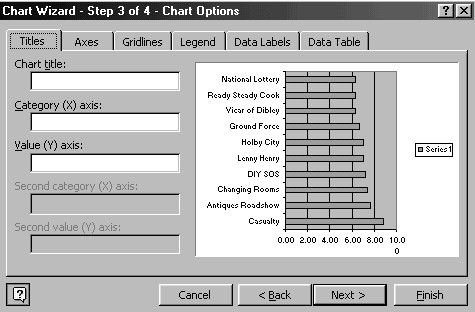 Chart Wizard - Step 3 of 4 - Chart Options
Titles Axes Gridlines Legend Data Labels Data Table
Chart title:
Category (X) axis:
Value (Y) axis:
Second category (X) axis:
Second value (Y) axis:
National Lottery
Ready Steady Cook
Vicar of Dibley
Ground Force
Holby City
Lenny Henry
DIY SOS
Changing Rooms
Antiques Roadshow
Casualty
0.00 2.00 4.00 6.00 8.00 10.0
0
Series1
Cancel < Back Next > Finish